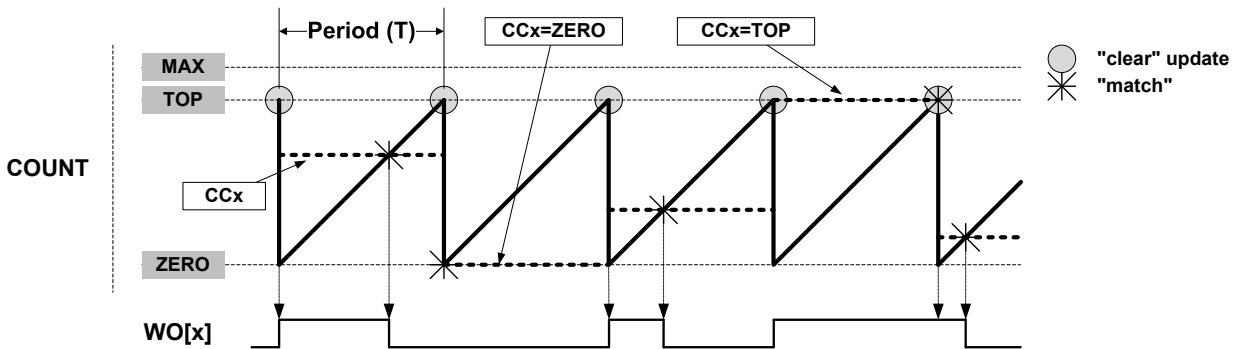 Period (T)
CCx=ZERO
CCx=TOP
"clear" update
"match"
MAX
TOP
COUNT
CCx
ZERO
WO[x]